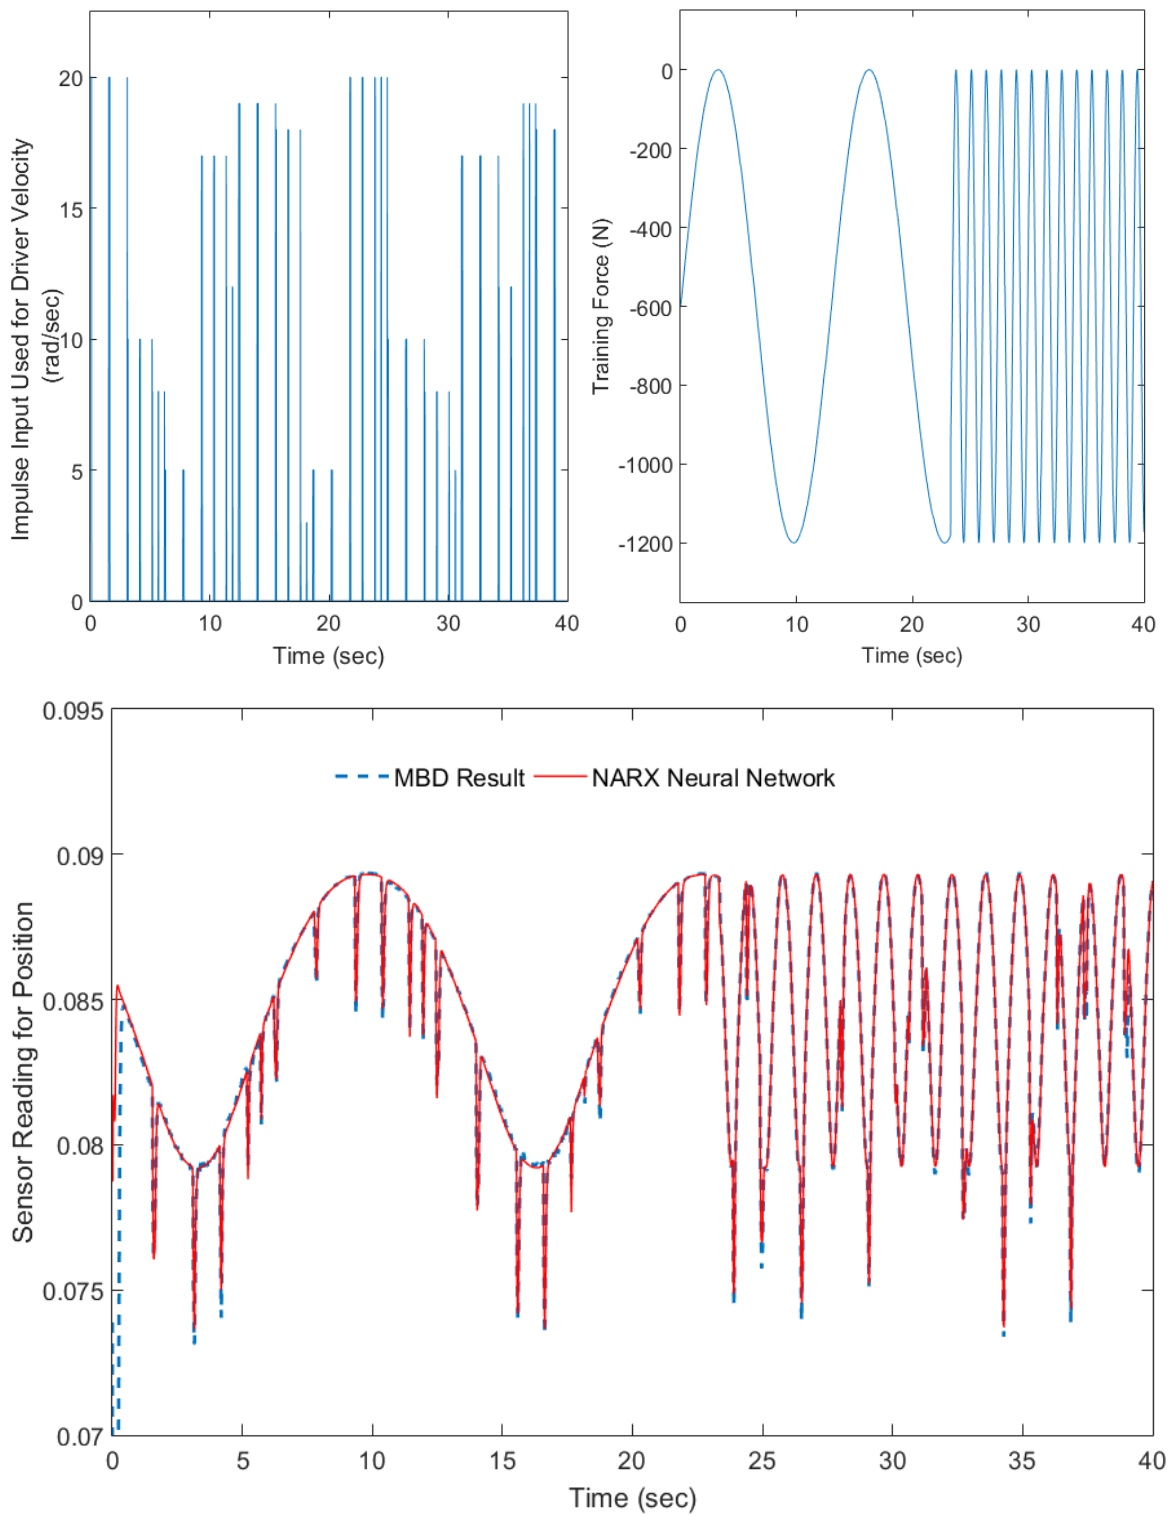 Impulse Input Used for Driver Velocity
(rad/sec)
20
15
10
5
0
0 10 20 30 40
Time (sec)
Training Force (N)
0
-200
-400
-600
-800
-1000
-1200
0 10 20 30 40
Time (sec)
Sensor Reading for Position
0.095
0.09
0.085
0.08
0.075
0.07
MBD Result NARX Neural Network
0 5 10 15 20 25 30 35 40
Time (sec)